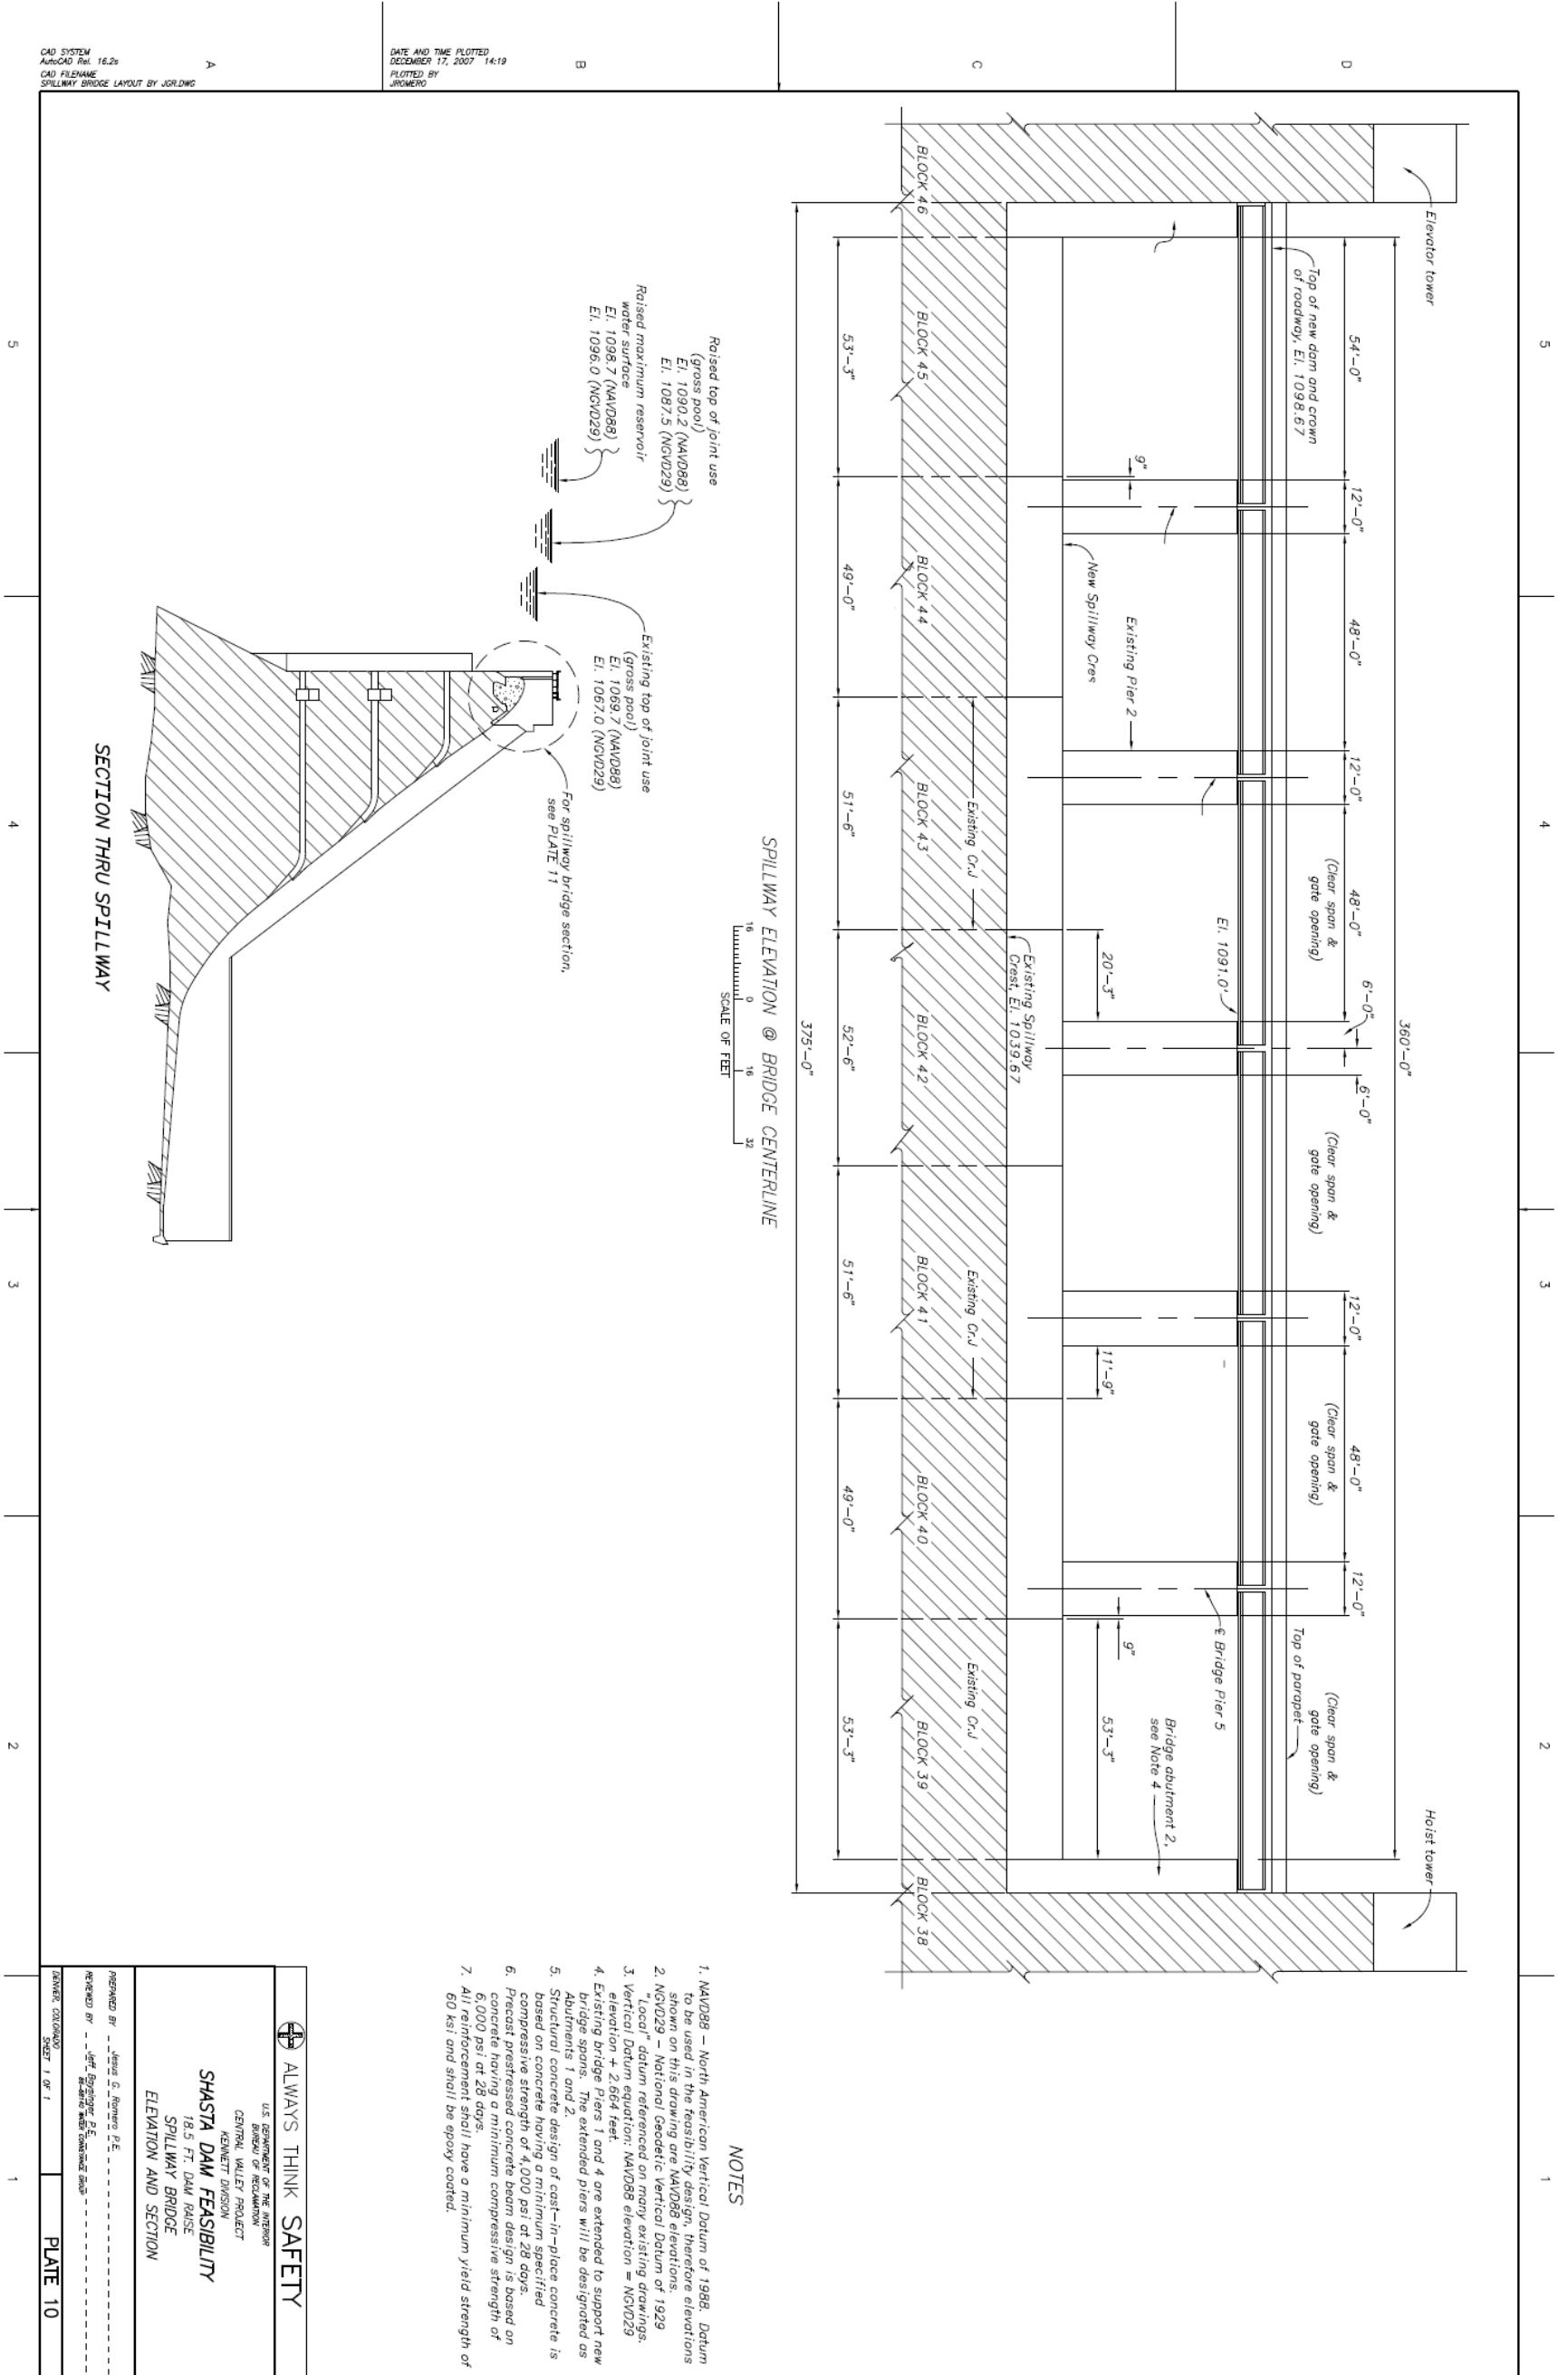 CAD SYSTEM
AutoCAD Rel. 16.2s
CAD FILENAME
SPILLWAY BRIDGE LAYOUT BY JGR.DWG
DATE AND TIME PLOTTED
DECEMBER 17, 2007 14:19
PLOTTED BY
JROMERO
A
B
C
D
5
4
3
2
1
5
4
3
2
1
Elevator tower
Hoist tower
360'-0"
54'-0"
12'-0"
48'-0"
12'-0"
48'-0"
6'-0"
6'-0"
12'-0"
48'-0"
12'-0"
Top of new dam and crown
of roadway, El. 1098.67
(Clear span &
gate opening)
(Clear span &
gate opening)
(Clear span &
gate opening)
(Clear span &
gate opening)
Top of parapet
El. 1091.0'
℄ Bridge Pier 5
Bridge abutment 2,
see Note 4
9"
Existing Pier 2
New Spillway Cres
20'-3"
11'-9"
9"
53'-3"
Existing Spillway
Crest, El. 1039.67
Existing Cr.J
Existing Cr.J
Existing Cr.J
BLOCK 46
BLOCK 45
BLOCK 44
BLOCK 43
BLOCK 42
BLOCK 41
BLOCK 40
BLOCK 39
BLOCK 38
53'-3"
49'-0"
51'-6"
52'-6"
51'-6"
49'-0"
53'-3"
375'-0"
SPILLWAY ELEVATION @ BRIDGE CENTERLINE
16 0 16 32
SCALE OF FEET
Raised top of joint use
(gross pool)
El. 1090.2 (NAVD88)
El. 1087.5 (NGVD29)
Raised maximum reservoir
water surface
El. 1098.7 (NAVD88)
El. 1096.0 (NGVD29)
Existing top of joint use
(gross pool)
El. 1069.7 (NAVD88)
El. 1067.0 (NGVD29)
For spillway bridge section,
see PLATE 11
SECTION THRU SPILLWAY
NOTES
1. NAVD88 – North American Vertical Datum of 1988. Datum
to be used in the feasibility design, therefore elevations
shown on this drawing are NAVD88 elevations.
2. NGVD29 – National Geodetic Vertical Datum of 1929
"Local" datum referenced on many existing drawings.
3. Vertical Datum equation: NAVD88 elevation = NGVD29
elevation + 2.664 feet.
4. Existing bridge Piers 1 and 4 are extended to support new
bridge spans. The extended piers will be designated as
Abutments 1 and 2.
5. Structural concrete design of cast-in-place concrete is
based on concrete having a minimum specified
compressive strength of 4,000 psi at 28 days.
6. Precast prestressed concrete beam design is based on
concrete having a minimum compressive strength of
6,000 psi at 28 days.
7. All reinforcement shall have a minimum yield strength of
60 ksi and shall be epoxy coated.
ALWAYS THINK SAFETY
U.S. DEPARTMENT OF THE INTERIOR
BUREAU OF RECLAMATION
CENTRAL VALLEY PROJECT
KENNETT DIVISION
SHASTA DAM FEASIBILITY
18.5 FT. DAM RAISE
SPILLWAY BRIDGE
ELEVATION AND SECTION
PREPARED BY Jesus G. Romero P.E.
REVIEWED BY Jeff Baysinger P.E.
DENVER, COLORADO
SHEET 1 OF 1
PLATE 10